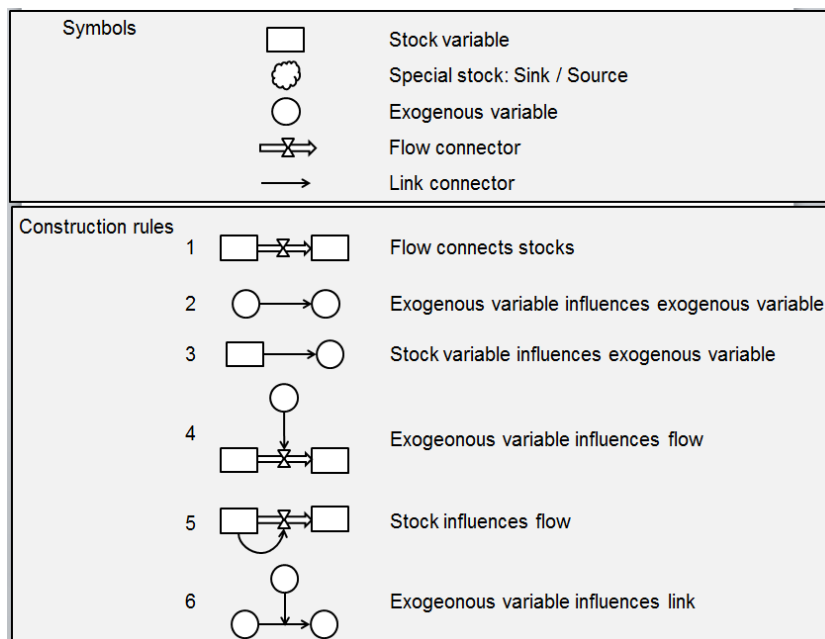 Symbols
Stock variable
Special stock: Sink / Source
Exogenous variable
Flow connector
Link connector
Construction rules
1 Flow connects stocks
2 Exogenous variable influences exogenous variable
3 Stock variable influences exogenous variable
4 Exogeonous variable influences flow
5 Stock influences flow
6 Exogeonous variable influences link